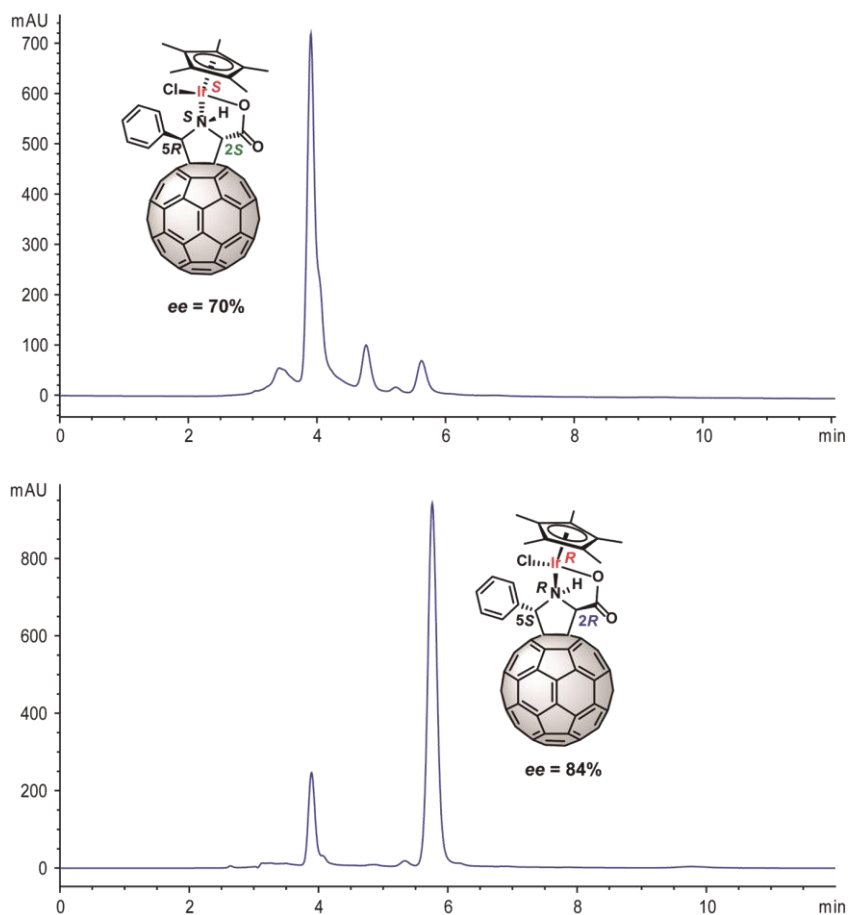 mAU
700
600
500
400
300
200
100
0
0 2 4 6 8 10 min
Cl Ir S
O
S N H
O
5R 2S
ee = 70%
mAU
800
600
400
200
0
0 2 4 6 8 10 min
Cl Ir R
O
R N H
O
5S 2R
ee = 84%